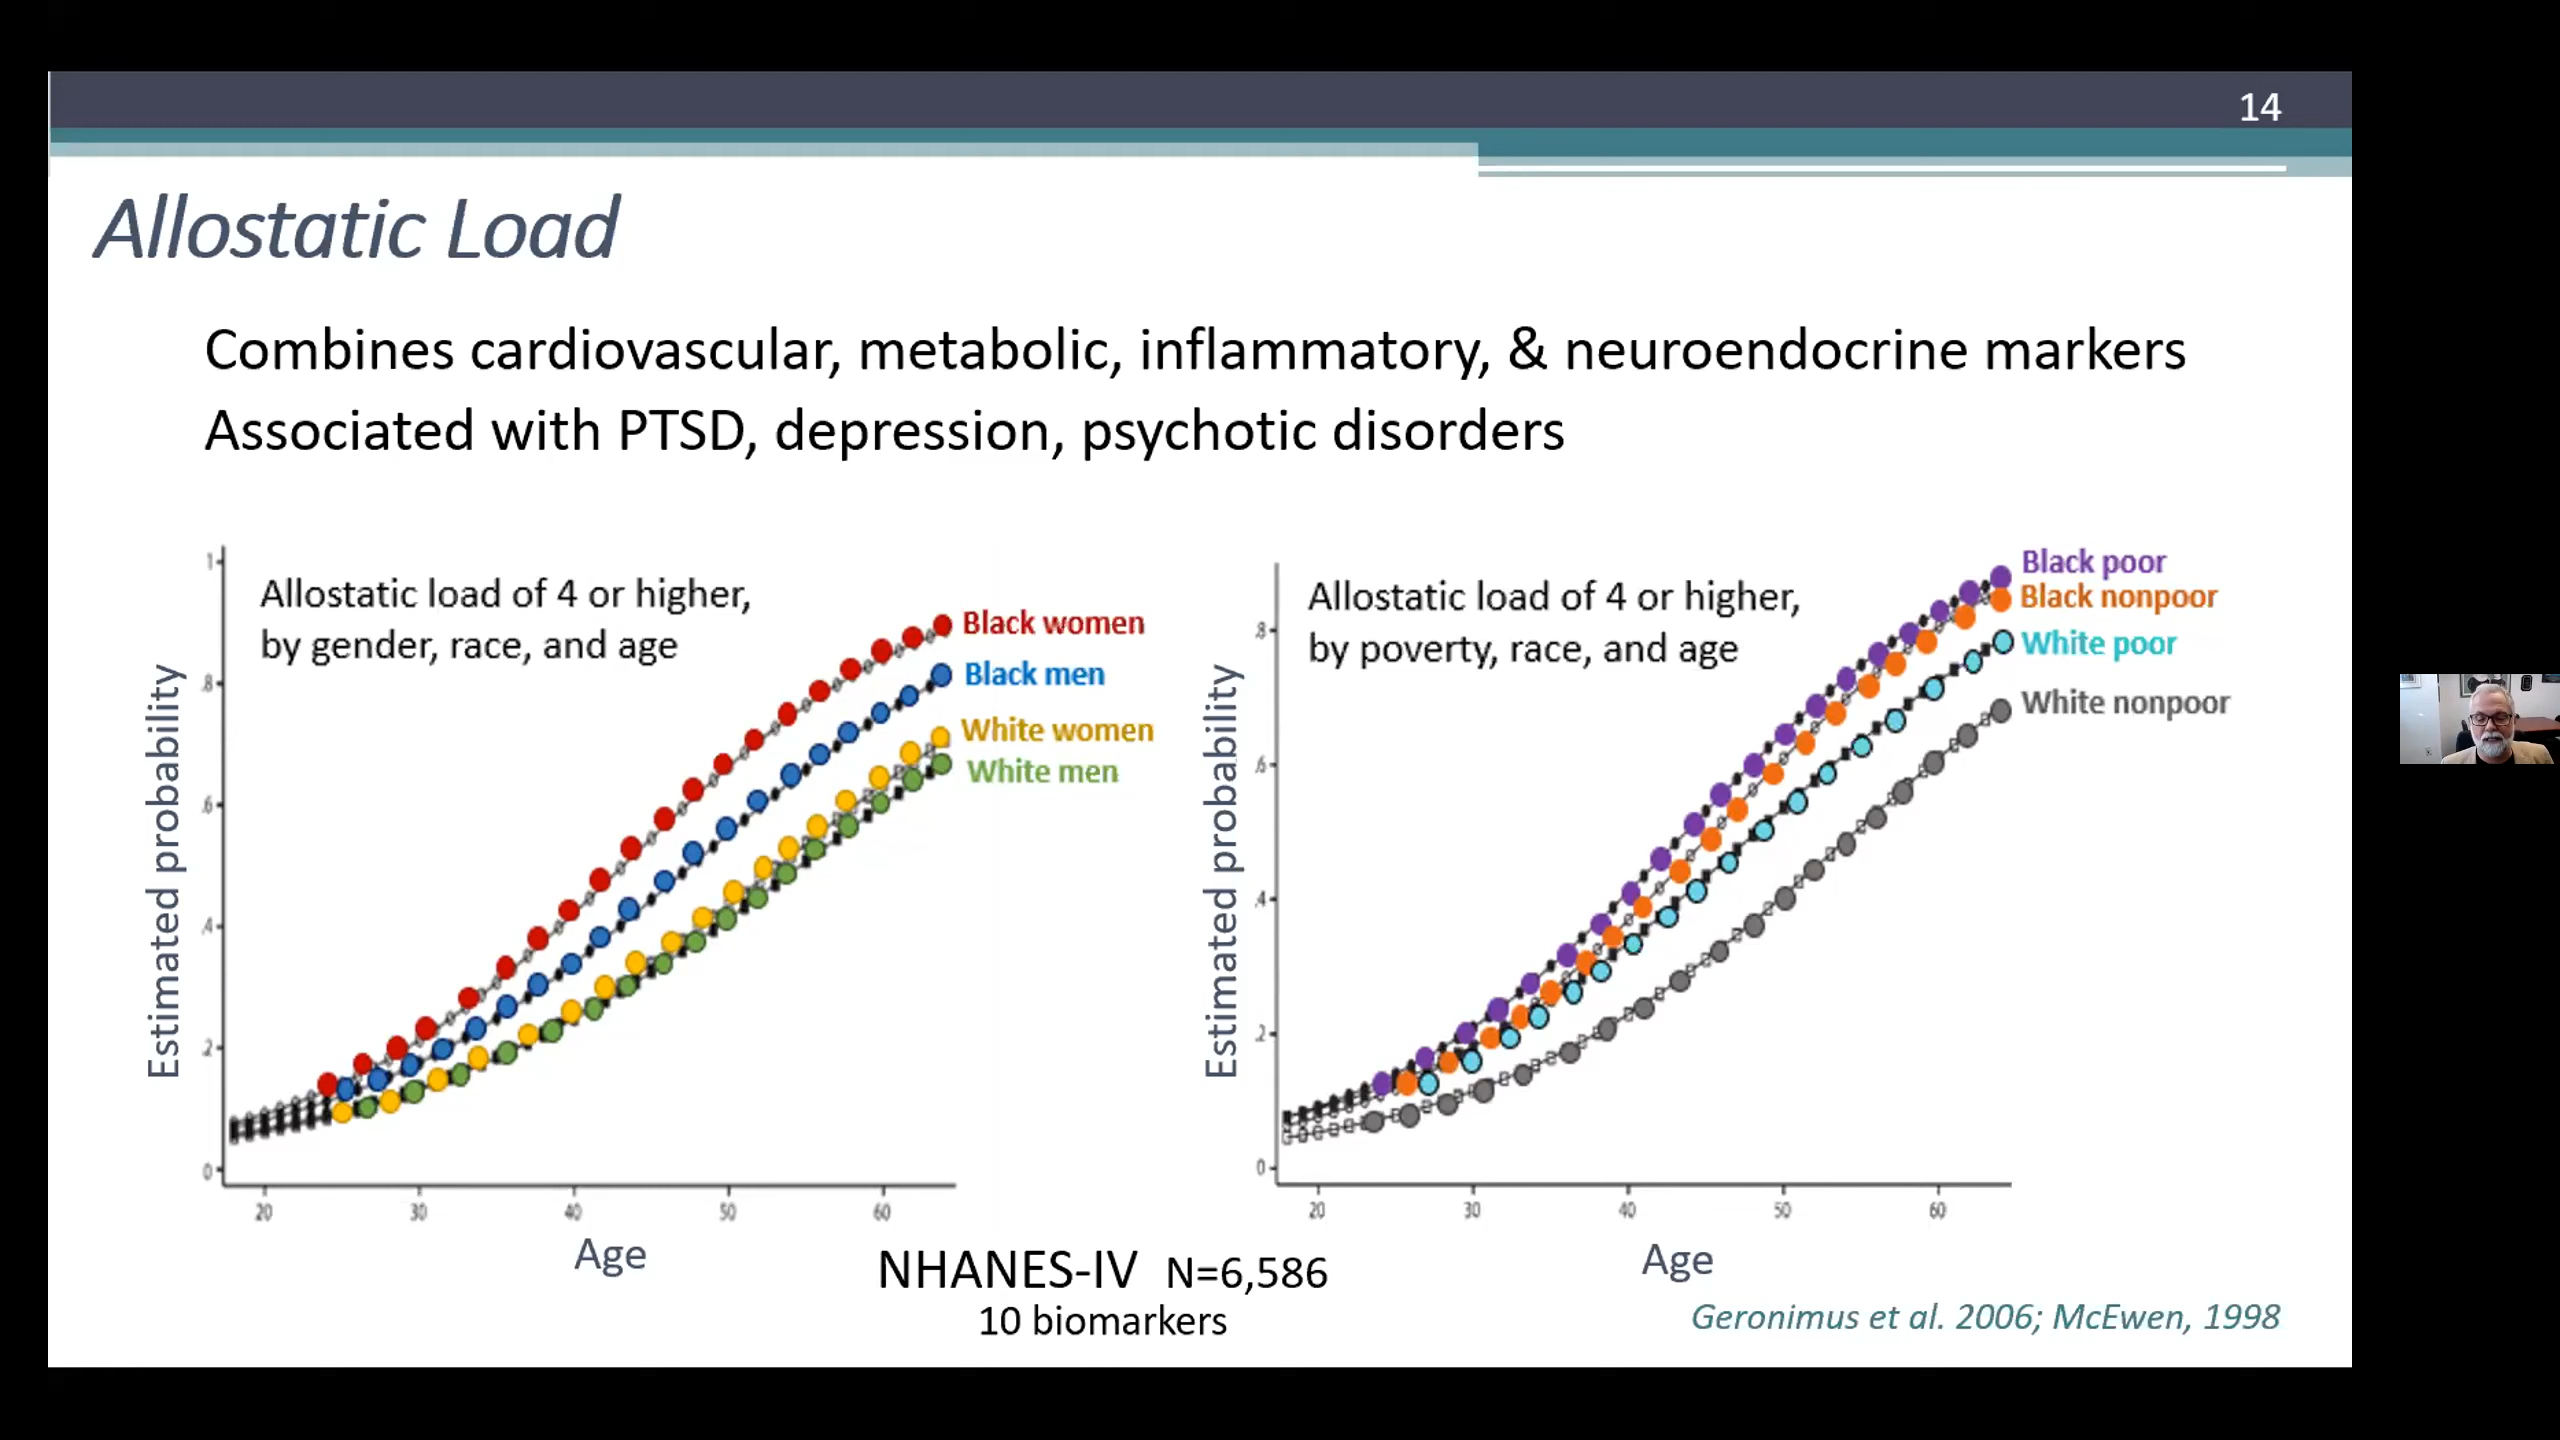 14
Allostatic Load
Combines cardiovascular, metabolic, inflammatory, & neuroendocrine markers
Associated with PTSD, depression, psychotic disorders
Allostatic load of 4 or higher,
by gender, race, and age
Estimated probability
1
.8
.6
.4
.2
0
20 30 40 50 60
Age
Black women
Black men
White women
White men
Allostatic load of 4 or higher,
by poverty, race, and age
Estimated probability
.8
.6
.4
.2
0
20 30 40 50 60
Age
Black poor
Black nonpoor
White poor
White nonpoor
NHANES-IV N=6,586
10 biomarkers
Geronimus et al. 2006; McEwen, 1998